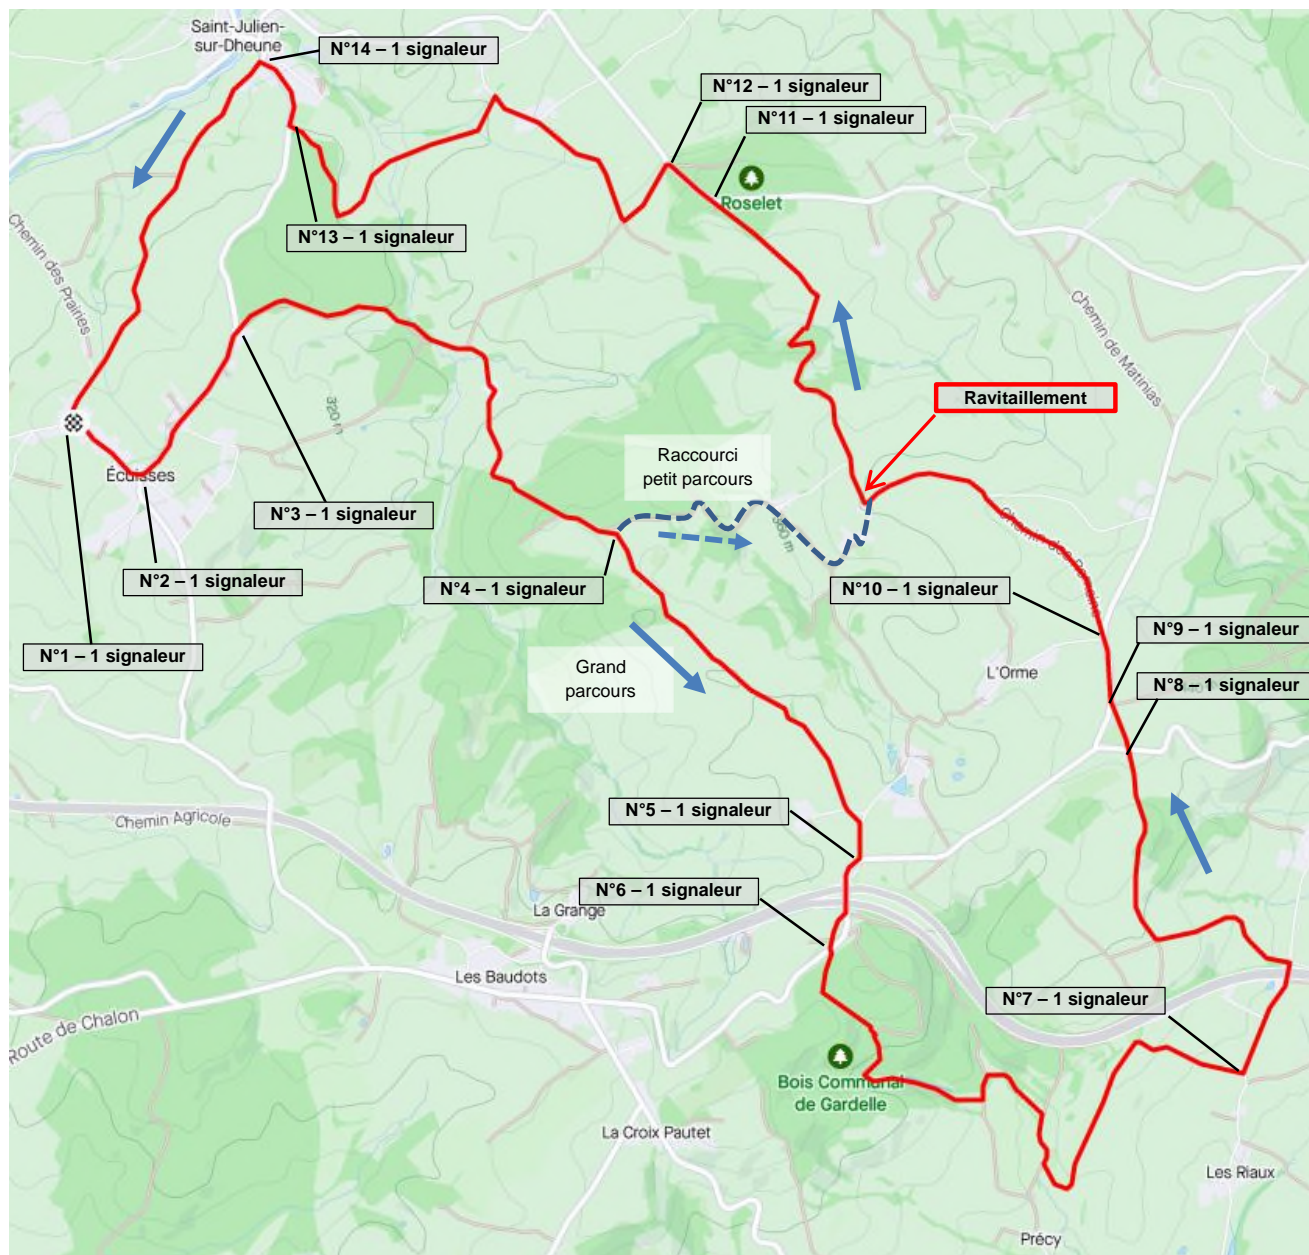 Saint-Julien-
sur-Dheune
N°14 – 1 signaleur
N°12 – 1 signaleur
N°11 – 1 signaleur
Roselet
N°13 – 1 signaleur
Chemin des Prairies
Chemin de Matinias
320 m
Ravitaillement
Écuisses
Raccourci
petit parcours
N°3 – 1 signaleur
360 m
Chemin des Romains
N°2 – 1 signaleur
N°4 – 1 signaleur
N°10 – 1 signaleur
N°1 – 1 signaleur
N°9 – 1 signaleur
Grand
parcours
L'Orme
N°8 – 1 signaleur
N°5 – 1 signaleur
Chemin Agricole
N°6 – 1 signaleur
La Grange
Les Baudots
N°7 – 1 signaleur
Route de Chalon
Bois Communal
de Gardelle
La Croix Pautet
Les Riaux
Précy